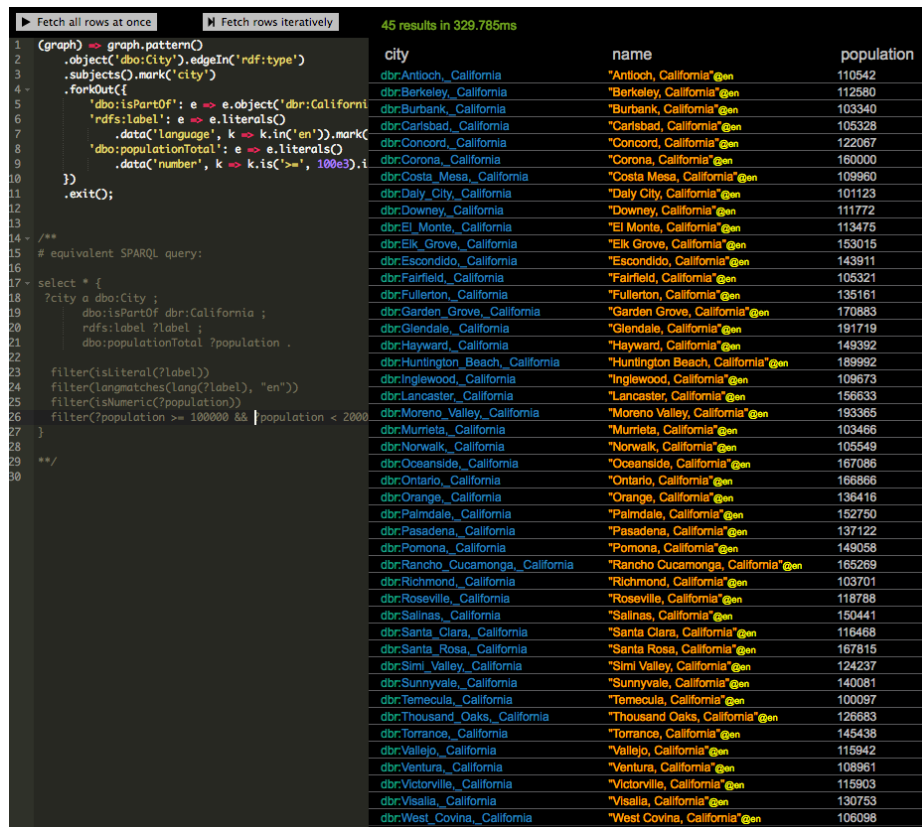 Fetch all rows at once
Fetch rows iteratively
1 (graph) => graph.pattern()
2 .object('dbo:City').edgeIn('rdf:type')
3 .subjects().mark('city')
4 .forkOut({
5 'dbo:isPartOf': e => e.object('dbr:Californi
6 'rdfs:label': e => e.literals()
7 .data('language', k => k.in('en')).mark(
8 'dbo:populationTotal': e => e.literals()
9 .data('number', k => k.is('>=', 100e3).i
10 })
11 .exit();
12
13
14 /**
15 # equivalent SPARQL query:
16
17 select * {
18 ?city a dbo:City ;
19 dbo:isPartOf dbr:California ;
20 rdfs:label ?label ;
21 dbo:populationTotal ?population .
22
23 filter(isLiteral(?label))
24 filter(langmatches(lang(?label), "en"))
25 filter(isNumeric(?population))
26 filter(?population >= 100000 && ?population < 2000
27 }
28
29 **/
30
45 results in 329.785ms
city name population
dbr:Antioch,_California "Antioch, California"@en 110542
dbr:Berkeley,_California "Berkeley, California"@en 112580
dbr:Burbank,_California "Burbank, California"@en 103340
dbr:Carlsbad,_California "Carlsbad, California"@en 105328
dbr:Concord,_California "Concord, California"@en 122067
dbr:Corona,_California "Corona, California"@en 160000
dbr:Costa_Mesa,_California "Costa Mesa, California"@en 109960
dbr:Daly_City,_California "Daly City, California"@en 101123
dbr:Downey,_California "Downey, California"@en 111772
dbr:El_Monte,_California "El Monte, California"@en 113475
dbr:Elk_Grove,_California "Elk Grove, California"@en 153015
dbr:Escondido,_California "Escondido, California"@en 143911
dbr:Fairfield,_California "Fairfield, California"@en 105321
dbr:Fullerton,_California "Fullerton, California"@en 135161
dbr:Garden_Grove,_California "Garden Grove, California"@en 170883
dbr:Glendale,_California "Glendale, California"@en 191719
dbr:Hayward,_California "Hayward, California"@en 149392
dbr:Huntington_Beach,_California "Huntington Beach, California"@en 189992
dbr:Inglewood,_California "Inglewood, California"@en 109673
dbr:Lancaster,_California "Lancaster, California"@en 156633
dbr:Moreno_Valley,_California "Moreno Valley, California"@en 193365
dbr:Murrieta,_California "Murrieta, California"@en 103466
dbr:Norwalk,_California "Norwalk, California"@en 105549
dbr:Oceanside,_California "Oceanside, California"@en 167086
dbr:Ontario,_California "Ontario, California"@en 166866
dbr:Orange,_California "Orange, California"@en 136416
dbr:Palmdale,_California "Palmdale, California"@en 152750
dbr:Pasadena,_California "Pasadena, California"@en 137122
dbr:Pomona,_California "Pomona, California"@en 149058
dbr:Rancho_Cucamonga,_California "Rancho Cucamonga, California"@en 165269
dbr:Richmond,_California "Richmond, California"@en 103701
dbr:Roseville,_California "Roseville, California"@en 118788
dbr:Salinas,_California "Salinas, California"@en 150441
dbr:Santa_Clara,_California "Santa Clara, California"@en 116468
dbr:Santa_Rosa,_California "Santa Rosa, California"@en 167815
dbr:Simi_Valley,_California "Simi Valley, California"@en 124237
dbr:Sunnyvale,_California "Sunnyvale, California"@en 140081
dbr:Temecula,_California "Temecula, California"@en 100097
dbr:Thousand_Oaks,_California "Thousand Oaks, California"@en 126683
dbr:Torrance,_California "Torrance, California"@en 145438
dbr:Vallejo,_California "Vallejo, California"@en 115942
dbr:Ventura,_California "Ventura, California"@en 108961
dbr:Victorville,_California "Victorville, California"@en 115903
dbr:Visalia,_California "Visalia, California"@en 130753
dbr:West_Covina,_California "West Covina, California"@en 106098